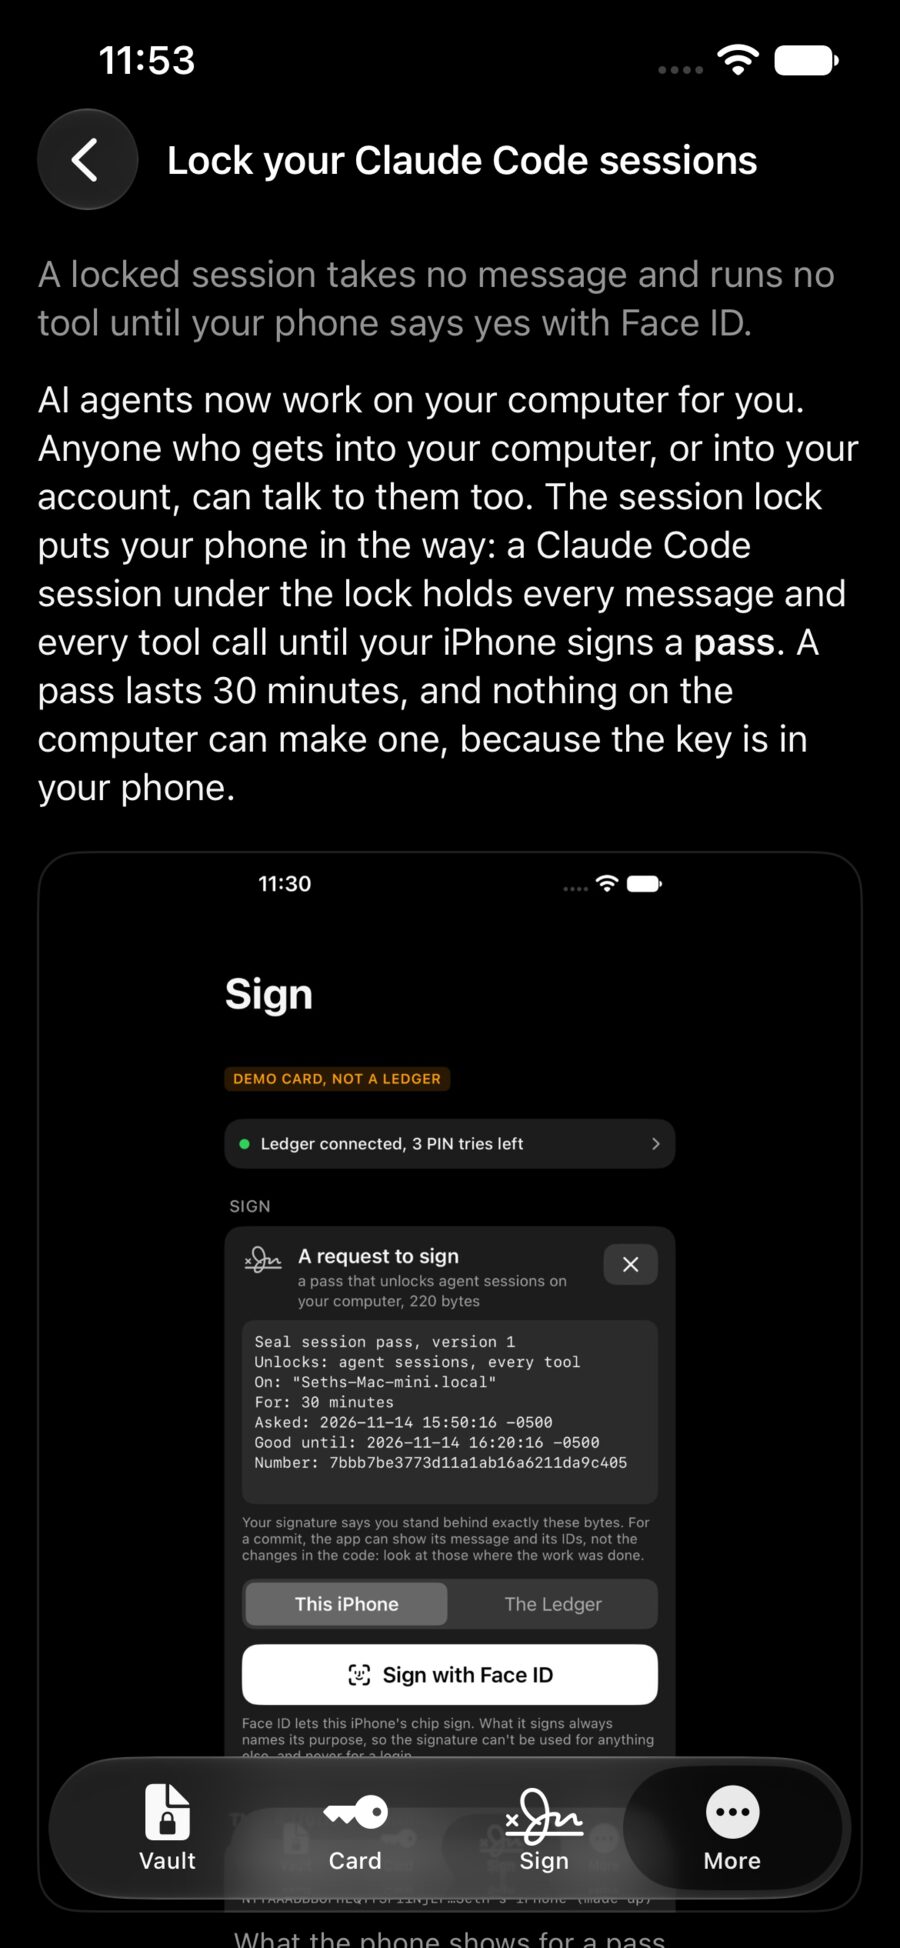 11:53
Lock your Claude Code sessions
A locked session takes no message and runs no
tool until your phone says yes with Face ID.
AI agents now work on your computer for you.
Anyone who gets into your computer, or into your
account, can talk to them too. The session lock
puts your phone in the way: a Claude Code
session under the lock holds every message and
every tool call until your iPhone signs a pass. A
pass lasts 30 minutes, and nothing on the
computer can make one, because the key is in
your phone.
11:30
Sign
DEMO CARD, NOT A LEDGER
Ledger connected, 3 PIN tries left
SIGN
A request to sign
a pass that unlocks agent sessions on
your computer, 220 bytes
Seal session pass, version 1
Unlocks: agent sessions, every tool
On: "Seths-Mac-mini.local"
For: 30 minutes
Asked: 2026-11-14 15:50:16 -0500
Good until: 2026-11-14 16:20:16 -0500
Number: 7bbb7be3773d11a1ab16a6211da9c405
Your signature says you stand behind exactly these bytes. For
a commit, the app can show its message and its IDs, not the
changes in the code: look at those where the work was done.
This iPhone
The Ledger
Sign with Face ID
Face ID lets this iPhone's chip sign. What it signs always
names its purpose, so the signature can't be used for anything
else, and never for a login.
Vault
Card
Sign
More
What the phone shows for a pass